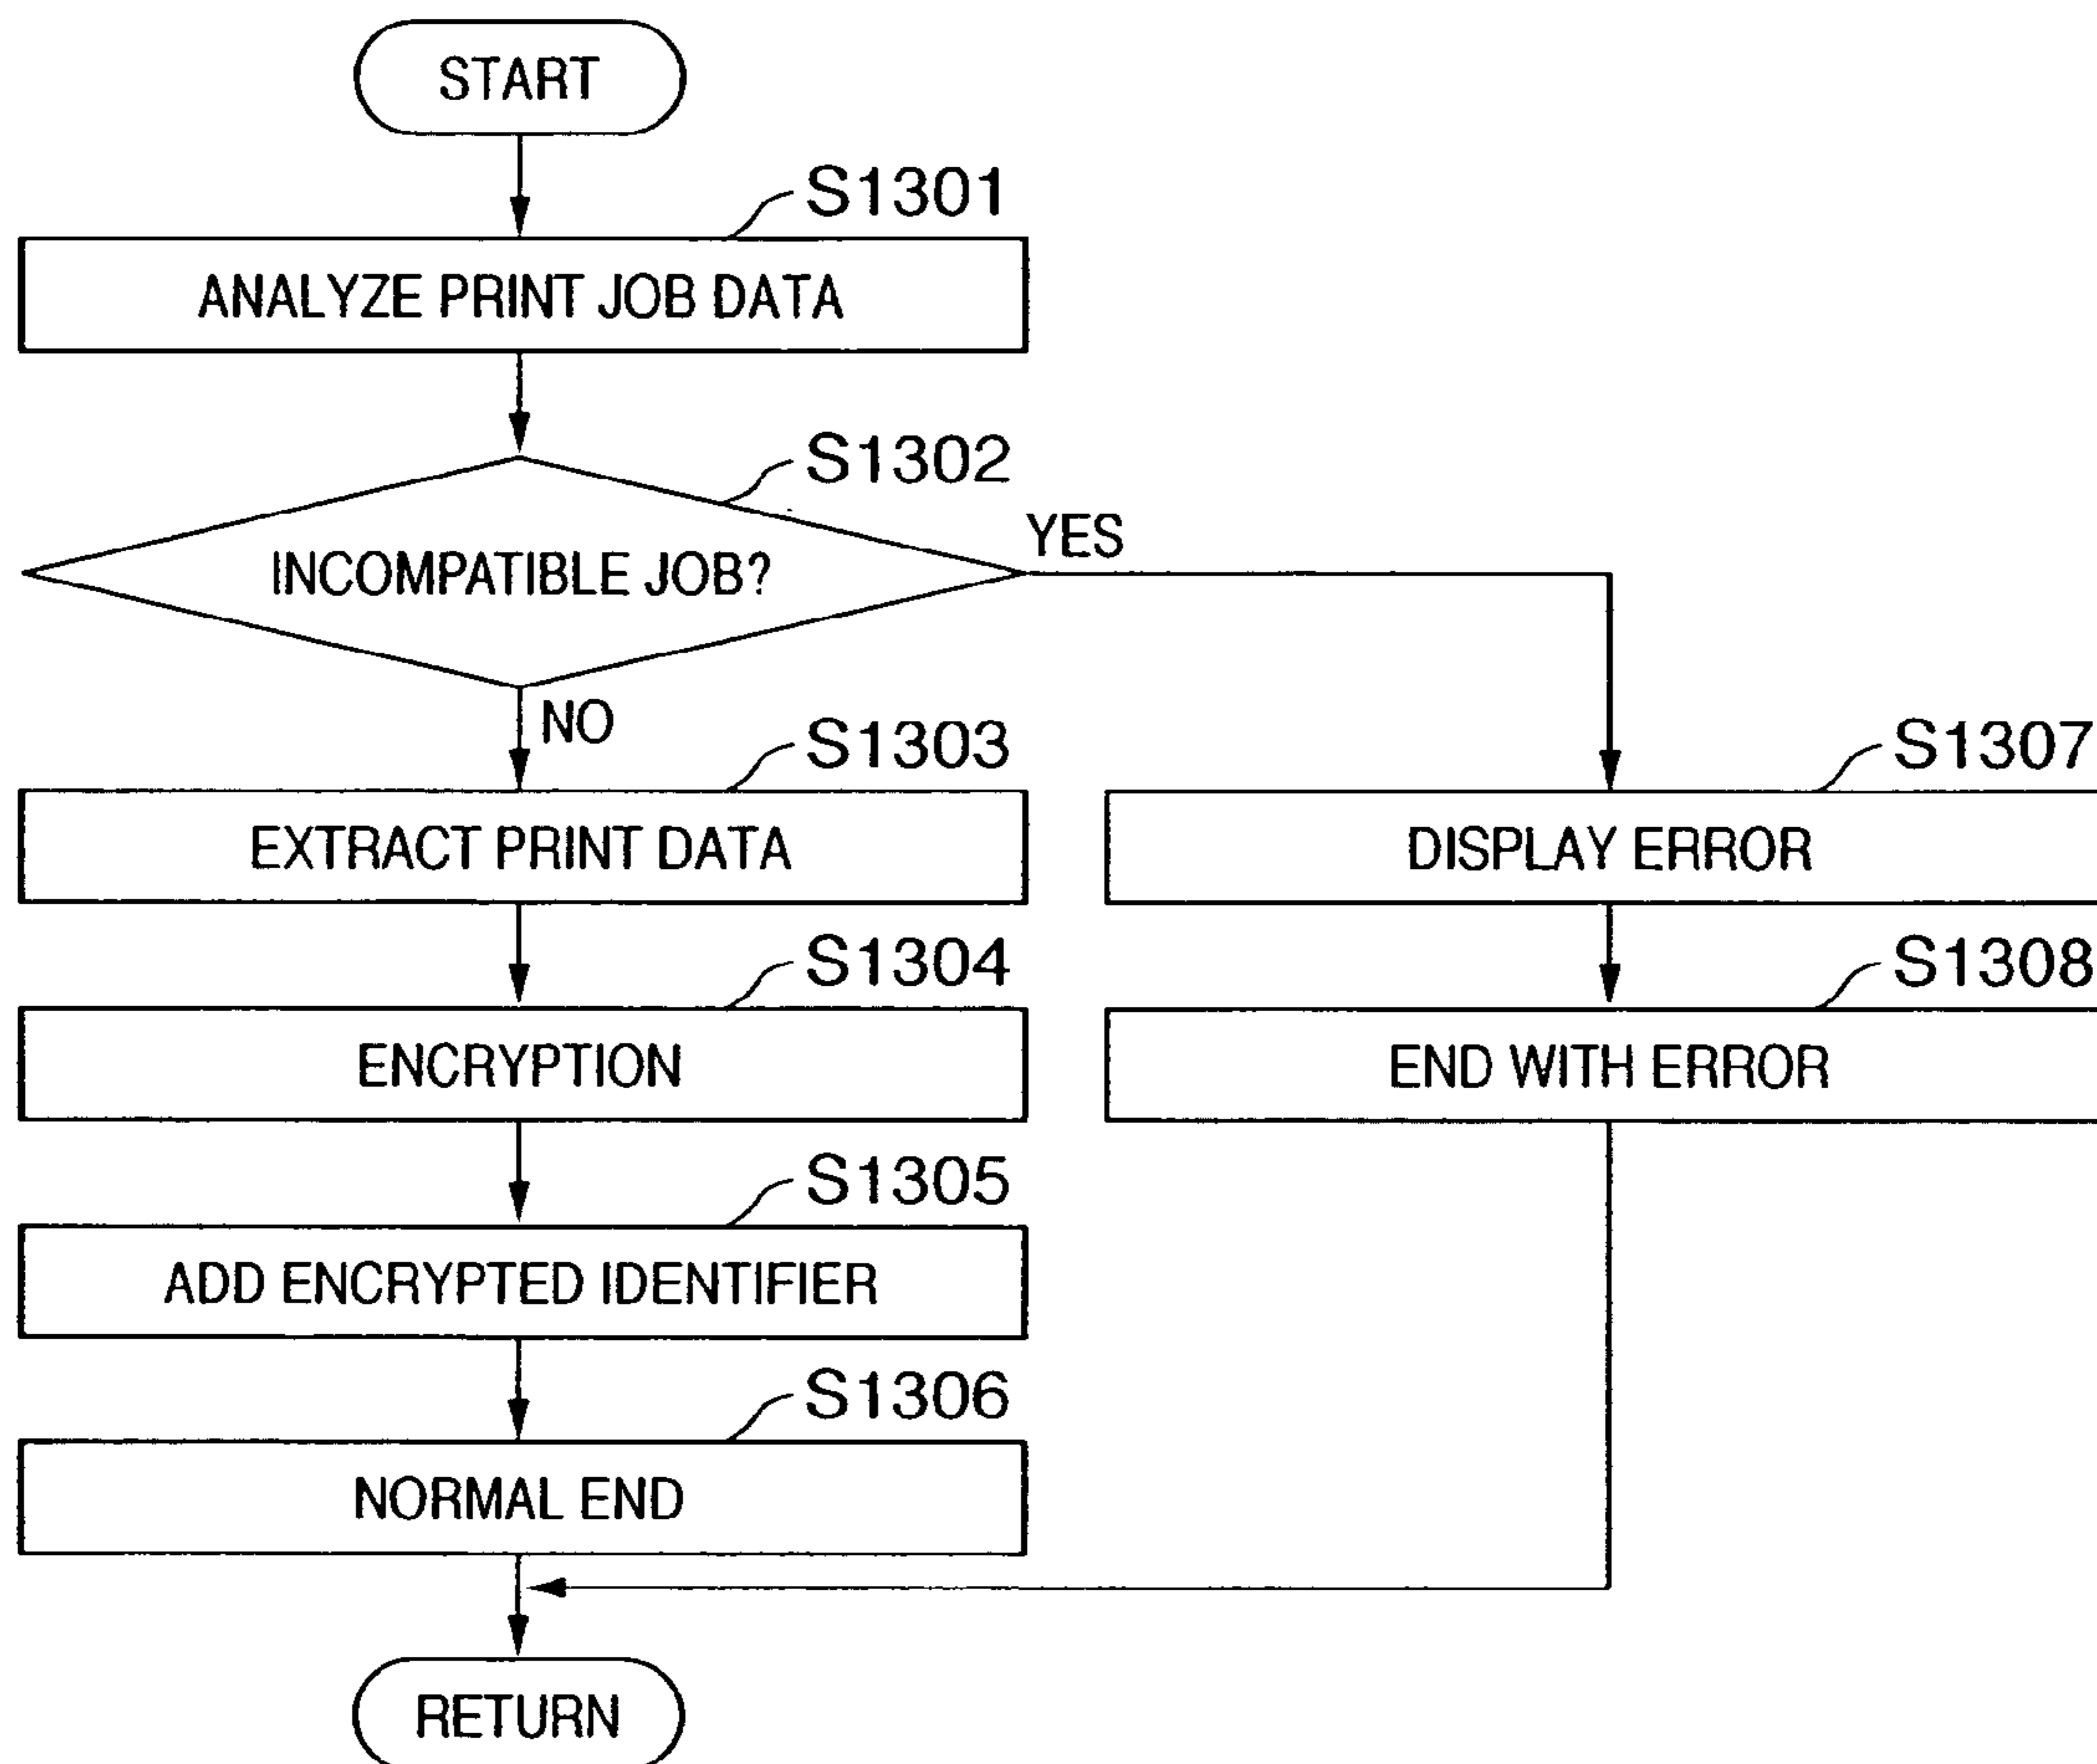 START
S1301
ANALYZE PRINT JOB DATA
S1302
INCOMPATIBLE JOB?
YES
NO
S1303
EXTRACT PRINT DATA
S1307
DISPLAY ERROR
S1304
ENCRYPTION
S1308
END WITH ERROR
S1305
ADD ENCRYPTED IDENTIFIER
S1306
NORMAL END
RETURN